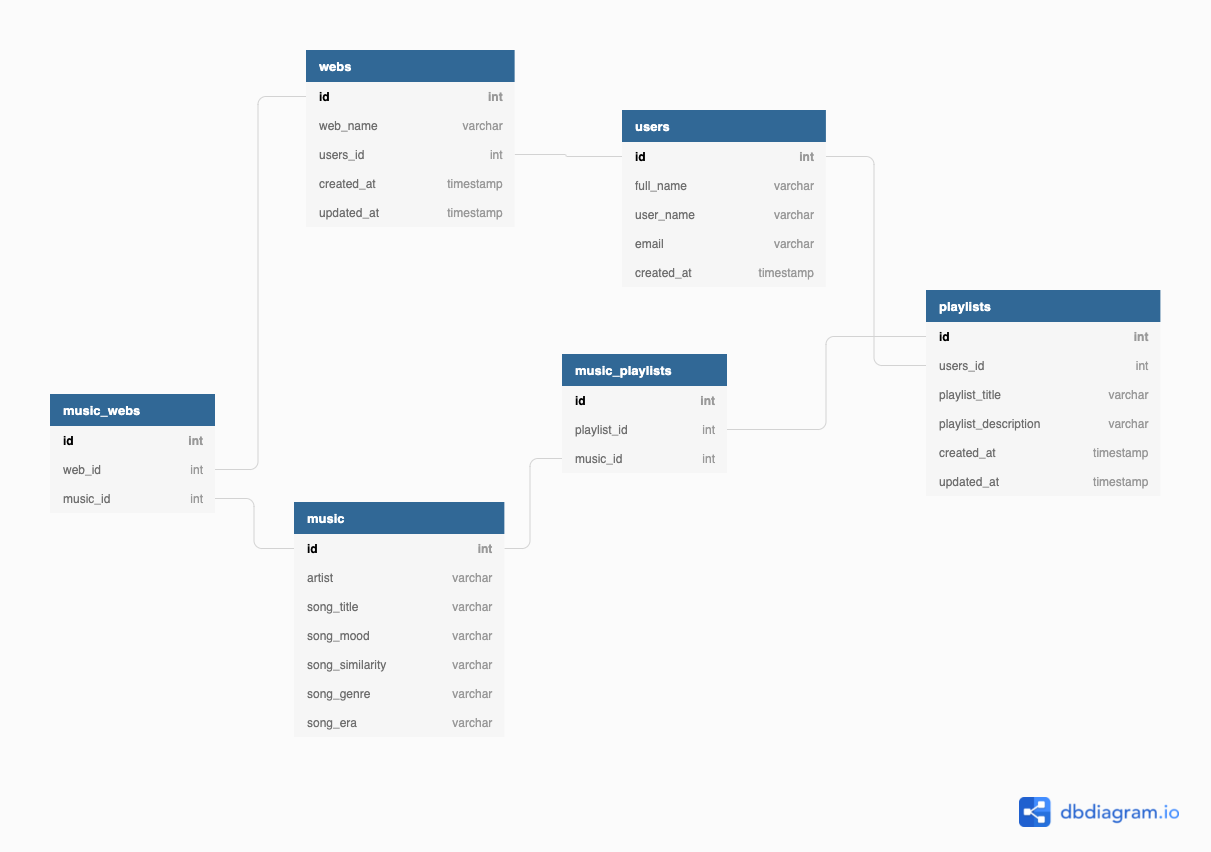 webs
id int
web_name varchar
users_id int
created_at timestamp
updated_at timestamp
users
id int
full_name varchar
user_name varchar
email varchar
created_at timestamp
playlists
id int
users_id int
playlist_title varchar
playlist_description varchar
created_at timestamp
updated_at timestamp
music_playlists
id int
playlist_id int
music_id int
music_webs
id int
web_id int
music_id int
music
id int
artist varchar
song_title varchar
song_mood varchar
song_similarity varchar
song_genre varchar
song_era varchar
dbdiagram.io